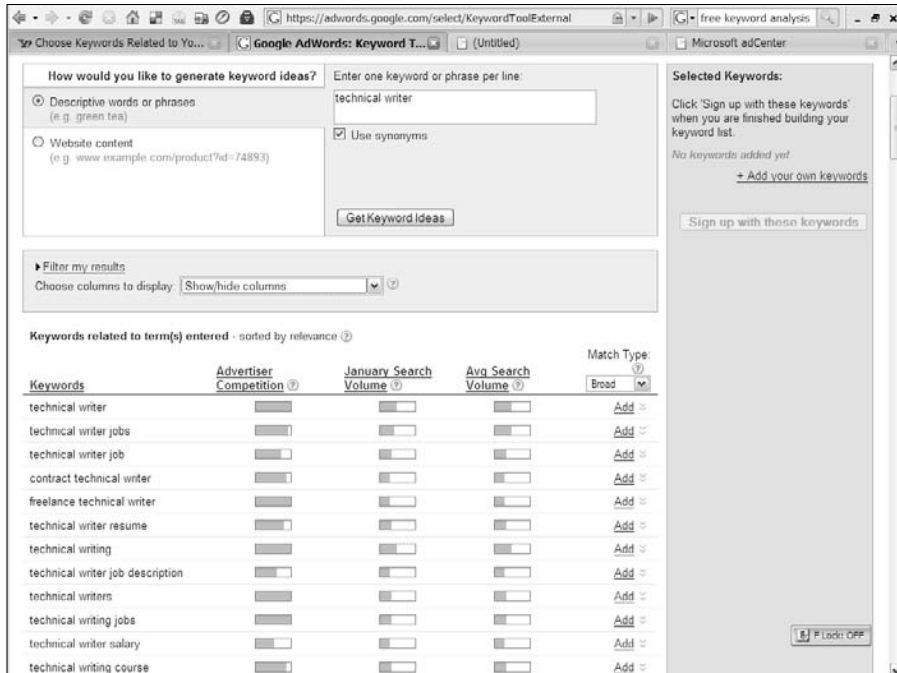 https://adwords.google.com/select/KeywordToolExternal
free keyword analysis
Choose Keywords Related to Yo...
Google AdWords: Keyword T...
(Untitled)
Microsoft adCenter
How would you like to generate keyword ideas?
Descriptive words or phrases
(e.g. green tea)
Website content
(e.g. www.example.com/product?id=74893)
Enter one keyword or phrase per line:
technical writer
Use synonyms
Get Keyword Ideas
Selected Keywords:
Click 'Sign up with these keywords'
when you are finished building your
keyword list.
No keywords added yet
+ Add your own keywords
Sign up with these keywords
Filter my results
Choose columns to display: Show/hide columns
Keywords related to term(s) entered - sorted by relevance
Keywords
Advertiser
Competition
January Search
Volume
Avg Search
Volume
Match Type:
Broad
technical writer Add
technical writer jobs Add
technical writer job Add
contract technical writer Add
freelance technical writer Add
technical writer resume Add
technical writing Add
technical writer job description Add
technical writers Add
technical writing jobs Add
technical writer salary Add
technical writing course Add
F Lock: OFF